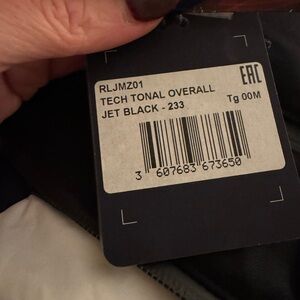 RLJMZ01
EAC
TECH TONAL OVERALL
JET BLACK - 233
Tg 00M
3 607683 673650